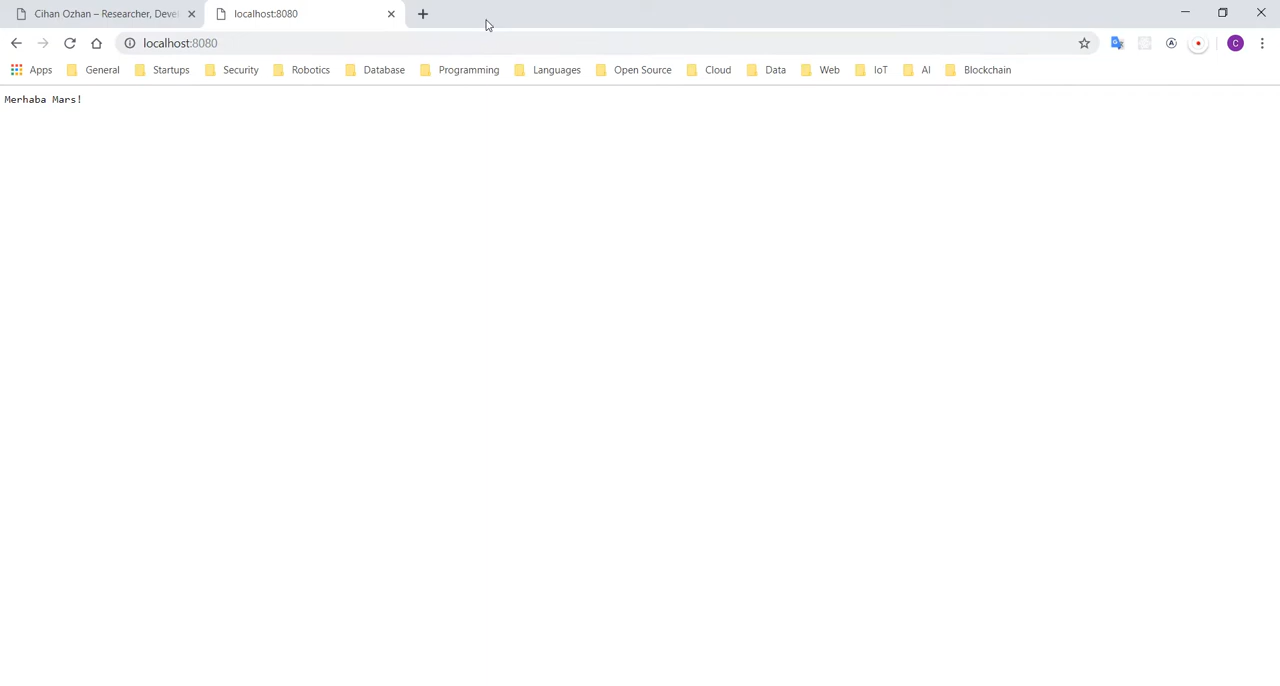 Cihan Ozhan – Researcher, Devel
localhost:8080
localhost:8080
C
Apps General Startups Security Robotics Database Programming Languages Open Source Cloud Data Web IoT AI Blockchain
Merhaba Mars!